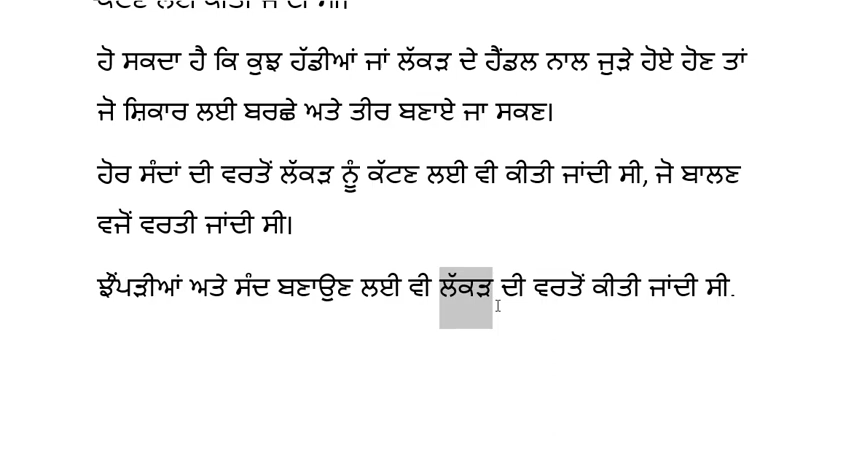 ਹੋ ਸਕਦਾ ਹੈ ਕਿ ਕੁਝ ਹੱਡੀਆਂ ਜਾਂ ਲੱਕੜ ਦੇ ਹੈਂਡਲ ਨਾਲ ਜੁੜੇ ਹੋਏ ਹੋਣ ਤਾਂ
ਜੋ ਸ਼ਿਕਾਰ ਲਈ ਬਰਛੇ ਅਤੇ ਤੀਰ ਬਣਾਏ ਜਾ ਸਕਣ।
ਹੋਰ ਸੰਦਾਂ ਦੀ ਵਰਤੋਂ ਲੱਕੜ ਨੂੰ ਕੱਟਣ ਲਈ ਵੀ ਕੀਤੀ ਜਾਂਦੀ ਸੀ, ਜੋ ਬਾਲਣ
ਵਜੋਂ ਵਰਤੀ ਜਾਂਦੀ ਸੀ।
ਝੌਂਪੜੀਆਂ ਅਤੇ ਸੰਦ ਬਣਾਉਣ ਲਈ ਵੀ ਲੱਕੜ ਦੀ ਵਰਤੋਂ ਕੀਤੀ ਜਾਂਦੀ ਸੀ.